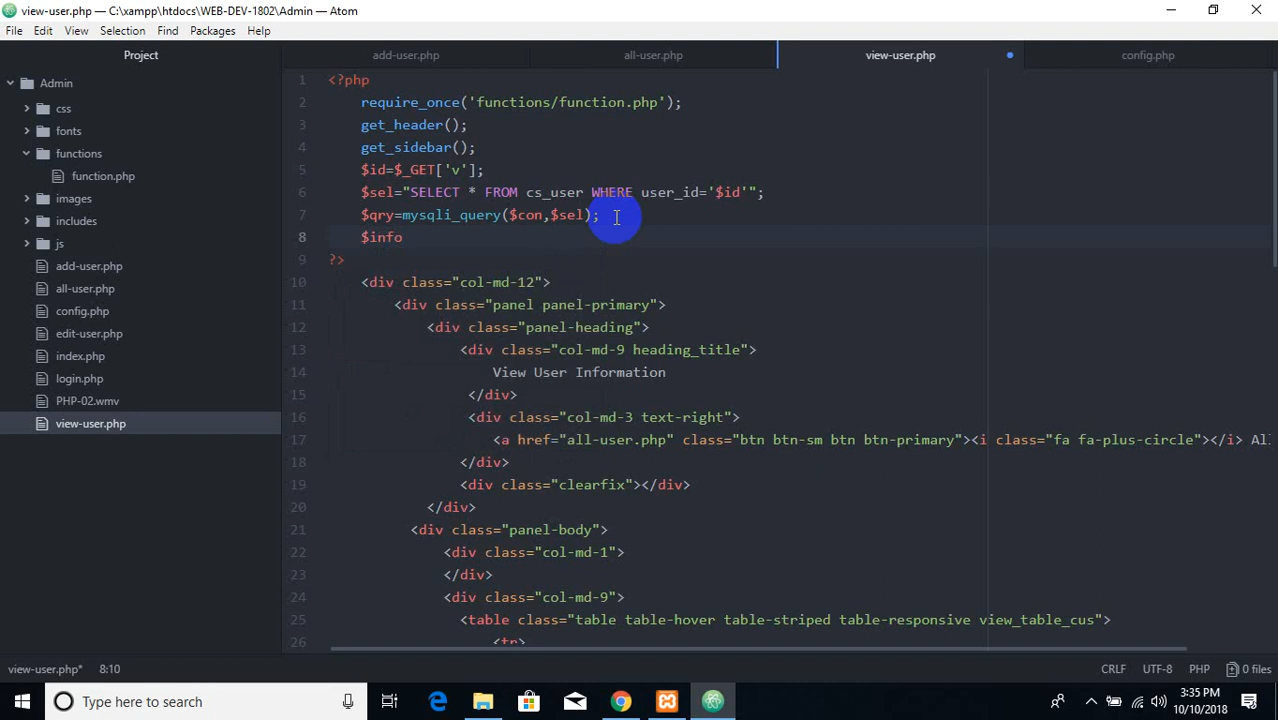 view-user.php — C:\xampp\htdocs\WEB-DEV-1802\Admin — Atom
File Edit View Selection Find Packages Help
Project
add-user.php
all-user.php
view-user.php
config.php
Admin
css
fonts
functions
function.php
images
includes
js
add-user.php
all-user.php
config.php
edit-user.php
index.php
login.php
PHP-02.wmv
view-user.php
1 <?php
2 require_once('functions/function.php');
3 get_header();
4 get_sidebar();
5 $id=$_GET['v'];
6 $sel="SELECT * FROM cs_user WHERE user_id='$id'";
7 $qry=mysqli_query($con,$sel);
8 $info
9 ?>
10 <div class="col-md-12">
11 <div class="panel panel-primary">
12 <div class="panel-heading">
13 <div class="col-md-9 heading_title">
14 View User Information
15 </div>
16 <div class="col-md-3 text-right">
17 <a href="all-user.php" class="btn btn-sm btn btn-primary"><i class="fa fa-plus-circle"></i> Al
18 </div>
19 <div class="clearfix"></div>
20 </div>
21 <div class="panel-body">
22 <div class="col-md-1">
23 </div>
24 <div class="col-md-9">
25 <table class="table table-hover table-striped table-responsive view_table_cus">
26 <tr>
view-user.php* 8:10 CRLF UTF-8 PHP 0 files
Type here to search
3:35 PM
10/10/2018